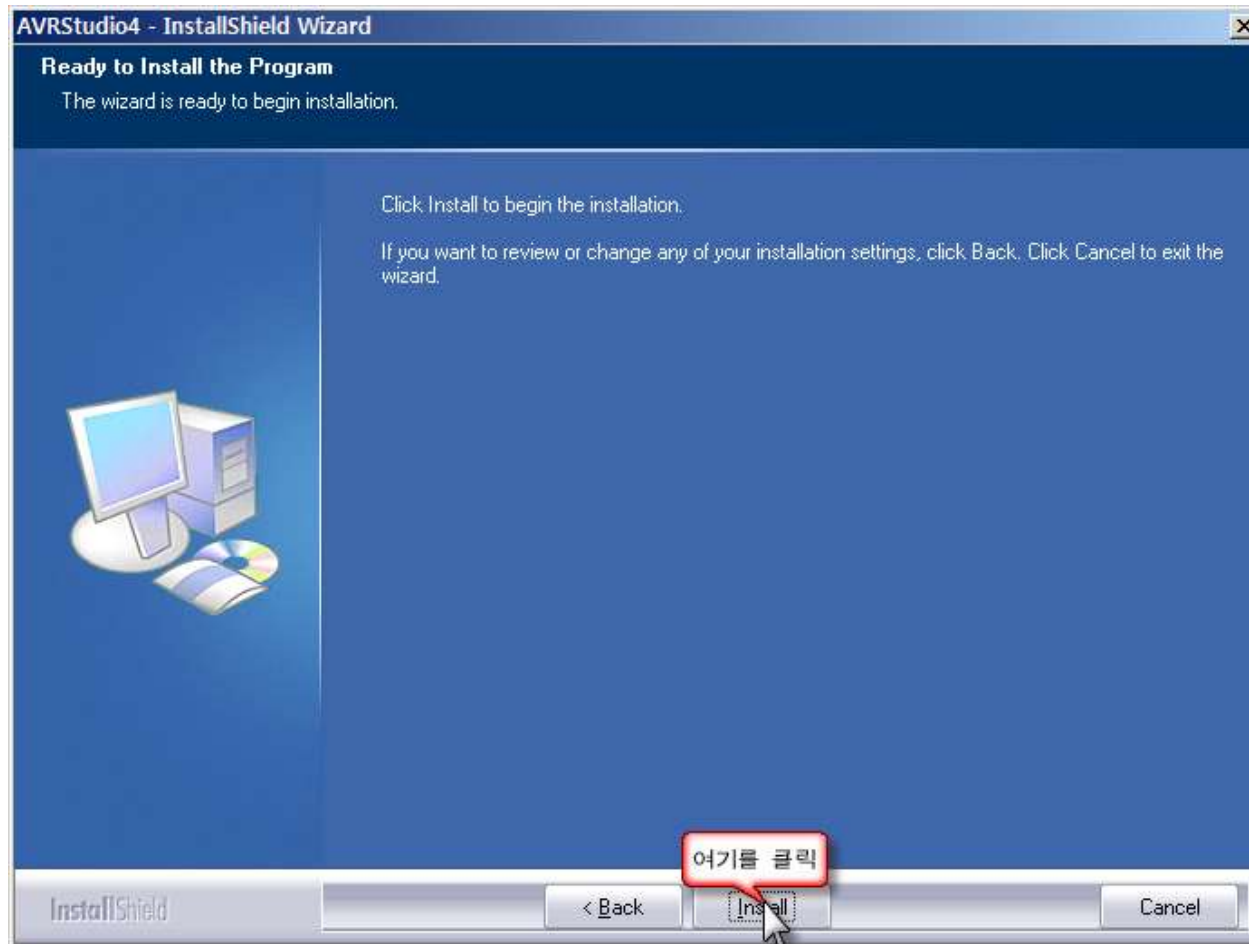 AVRStudio4 - InstallShield Wizard
Ready to Install the Program
The wizard is ready to begin installation.
Click Install to begin the installation.
If you want to review or change any of your installation settings, click Back. Click Cancel to exit the
wizard.
여기를 클릭
InstallShield
< Back
Install
Cancel